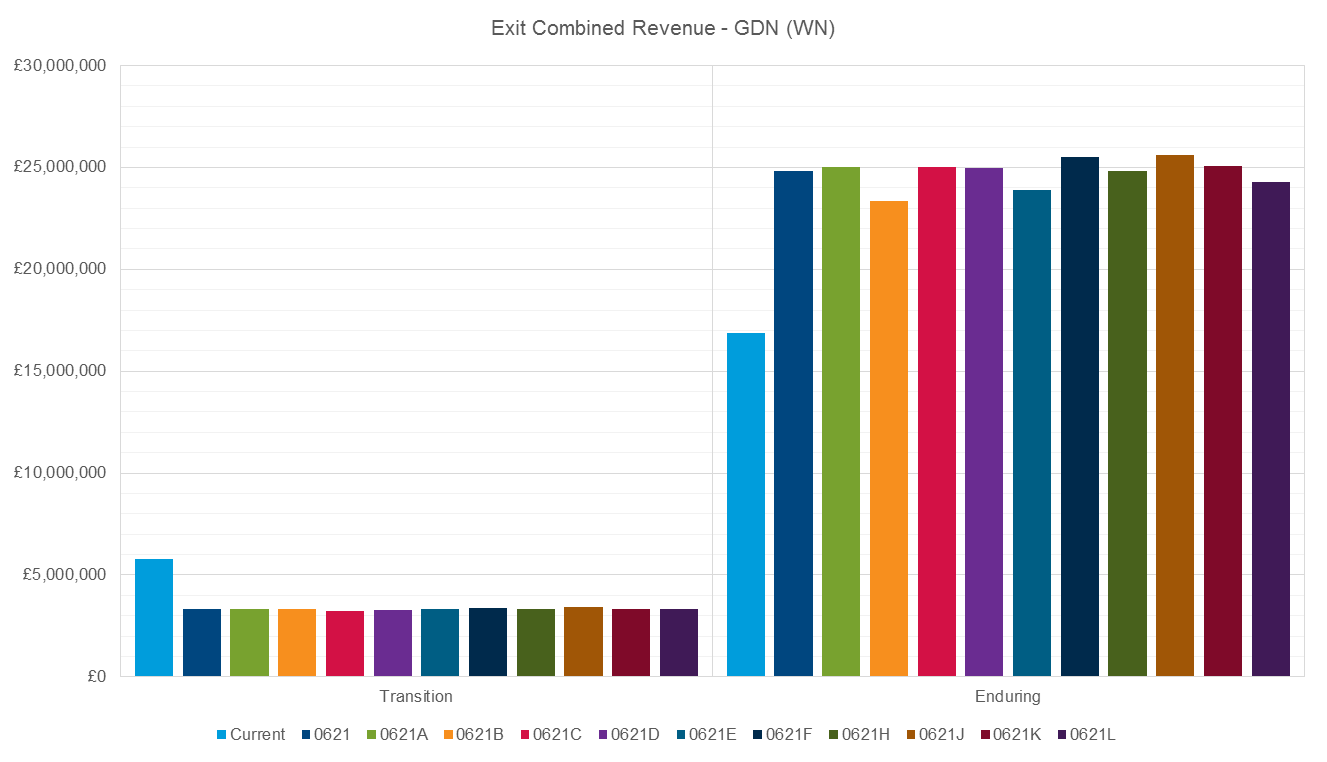 Exit Combined Revenue - GDN (WN)
£30,000,000
£25,000,000
£20,000,000
£15,000,000
£10,000,000
£5,000,000
£0
Transition Enduring
Current 0621 0621A 0621B 0621C 0621D 0621E 0621F 0621H 0621J 0621K 0621L